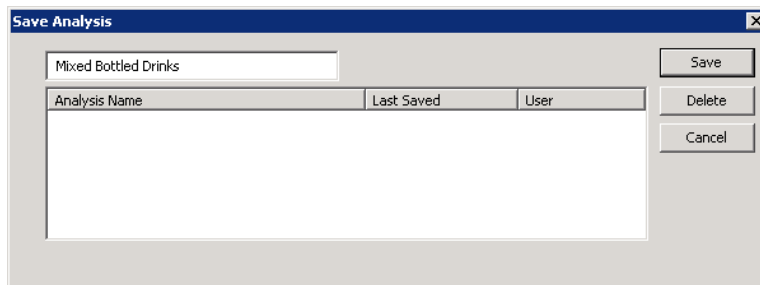 Save Analysis
Mixed Bottled Drinks
Save
Analysis Name Last Saved User
Delete
Cancel